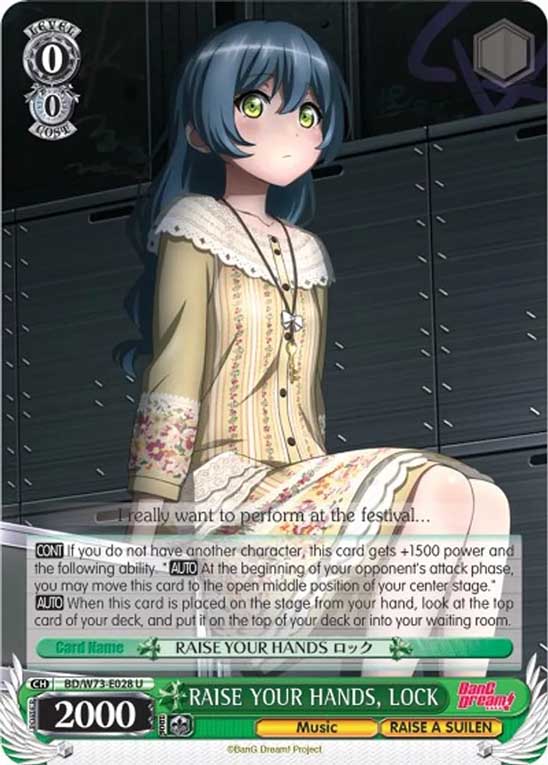 LEVEL
0
0
COST
I really want to perform at the festival…
CONT If you do not have another character, this card gets +1500 power and
the following ability. "AUTO At the beginning of your opponent's attack phase,
you may move this card to the open middle position of your center stage."
AUTO When this card is placed on the stage from your hand, look at the top
card of your deck, and put it on the top of your deck or into your waiting room.
Card Name RAISE YOUR HANDS ロック
CH BD/W73-E028 U
RAISE YOUR HANDS, LOCK
BanG Dream!
POWER 2000 SOUL
Music RAISE A SUILEN
©BanG Dream! Project